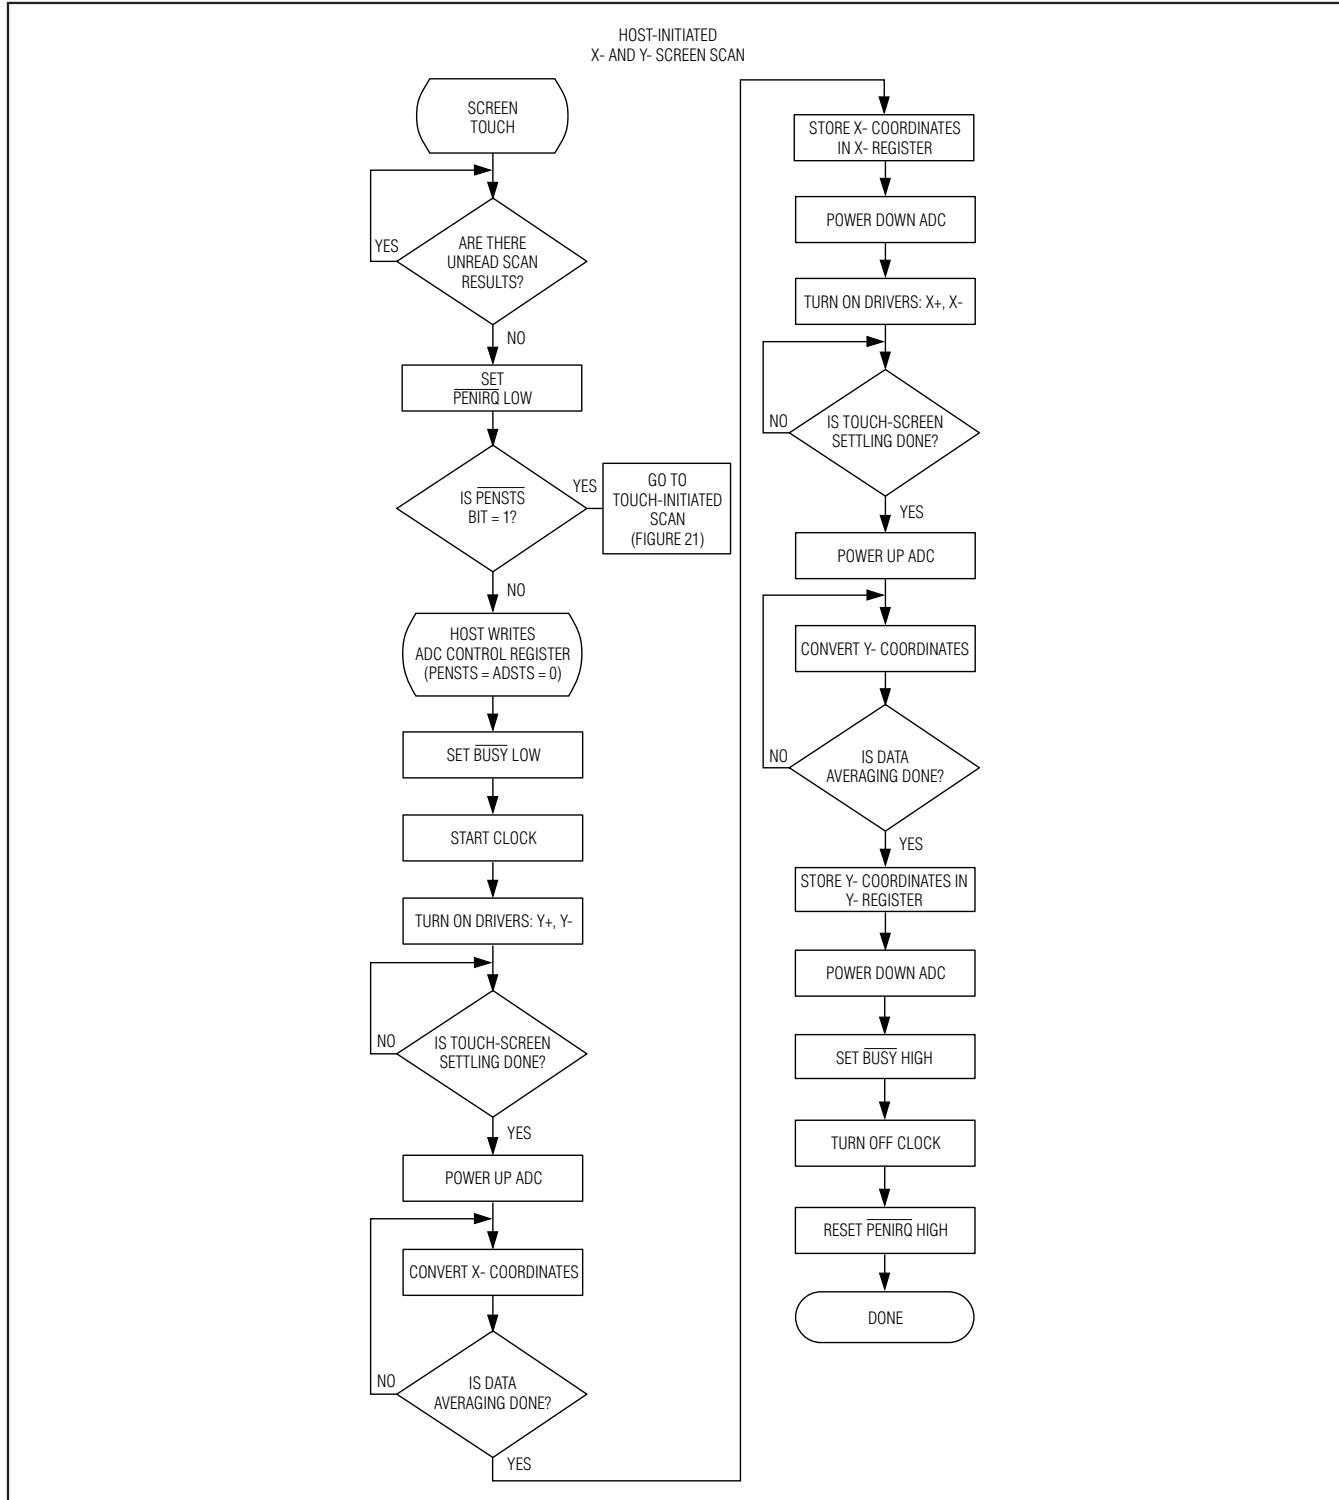 HOST-INITIATED
X- AND Y- SCREEN SCAN
SCREEN
TOUCH
ARE THERE
UNREAD SCAN
RESULTS?
YES
NO
SET
PENIRQ LOW
IS PENSTS
BIT = 1?
YES
GO TO
TOUCH-INITIATED
SCAN
(FIGURE 21)
NO
HOST WRITES
ADC CONTROL REGISTER
(PENSTS = ADSTS = 0)
SET BUSY LOW
START CLOCK
TURN ON DRIVERS: Y+, Y-
NO
IS TOUCH-SCREEN
SETTLING DONE?
YES
POWER UP ADC
CONVERT X- COORDINATES
NO
IS DATA
AVERAGING DONE?
YES
STORE X- COORDINATES
IN X- REGISTER
POWER DOWN ADC
TURN ON DRIVERS: X+, X-
NO
IS TOUCH-SCREEN
SETTLING DONE?
YES
POWER UP ADC
CONVERT Y- COORDINATES
NO
IS DATA
AVERAGING DONE?
YES
STORE Y- COORDINATES IN
Y- REGISTER
POWER DOWN ADC
SET BUSY HIGH
TURN OFF CLOCK
RESET PENIRQ HIGH
DONE